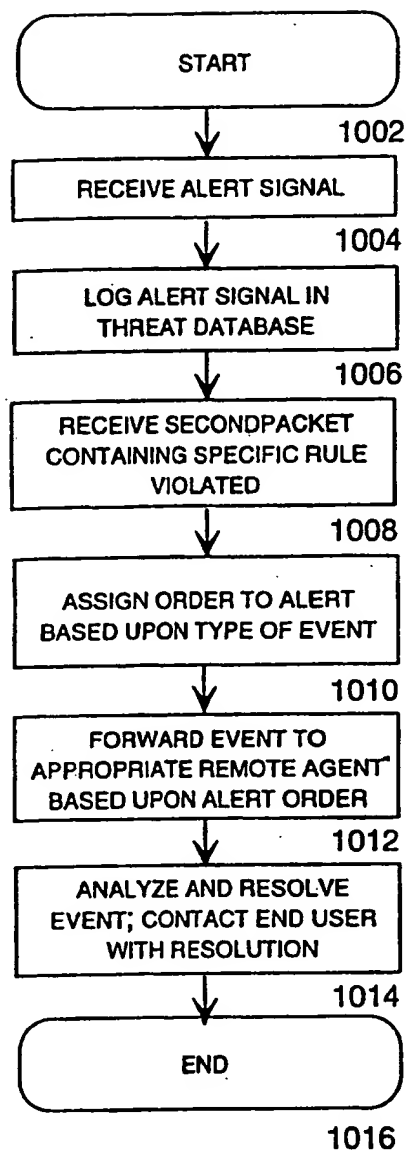 START
1002
RECEIVE ALERT SIGNAL
1004
LOG ALERT SIGNAL IN
THREAT DATABASE
1006
RECEIVE SECONDPACKET
CONTAINING SPECIFIC RULE
VIOLATED
1008
ASSIGN ORDER TO ALERT
BASED UPON TYPE OF EVENT
1010
FORWARD EVENT TO
APPROPRIATE REMOTE AGENT
BASED UPON ALERT ORDER
1012
ANALYZE AND RESOLVE
EVENT; CONTACT END USER
WITH RESOLUTION
1014
END
1016